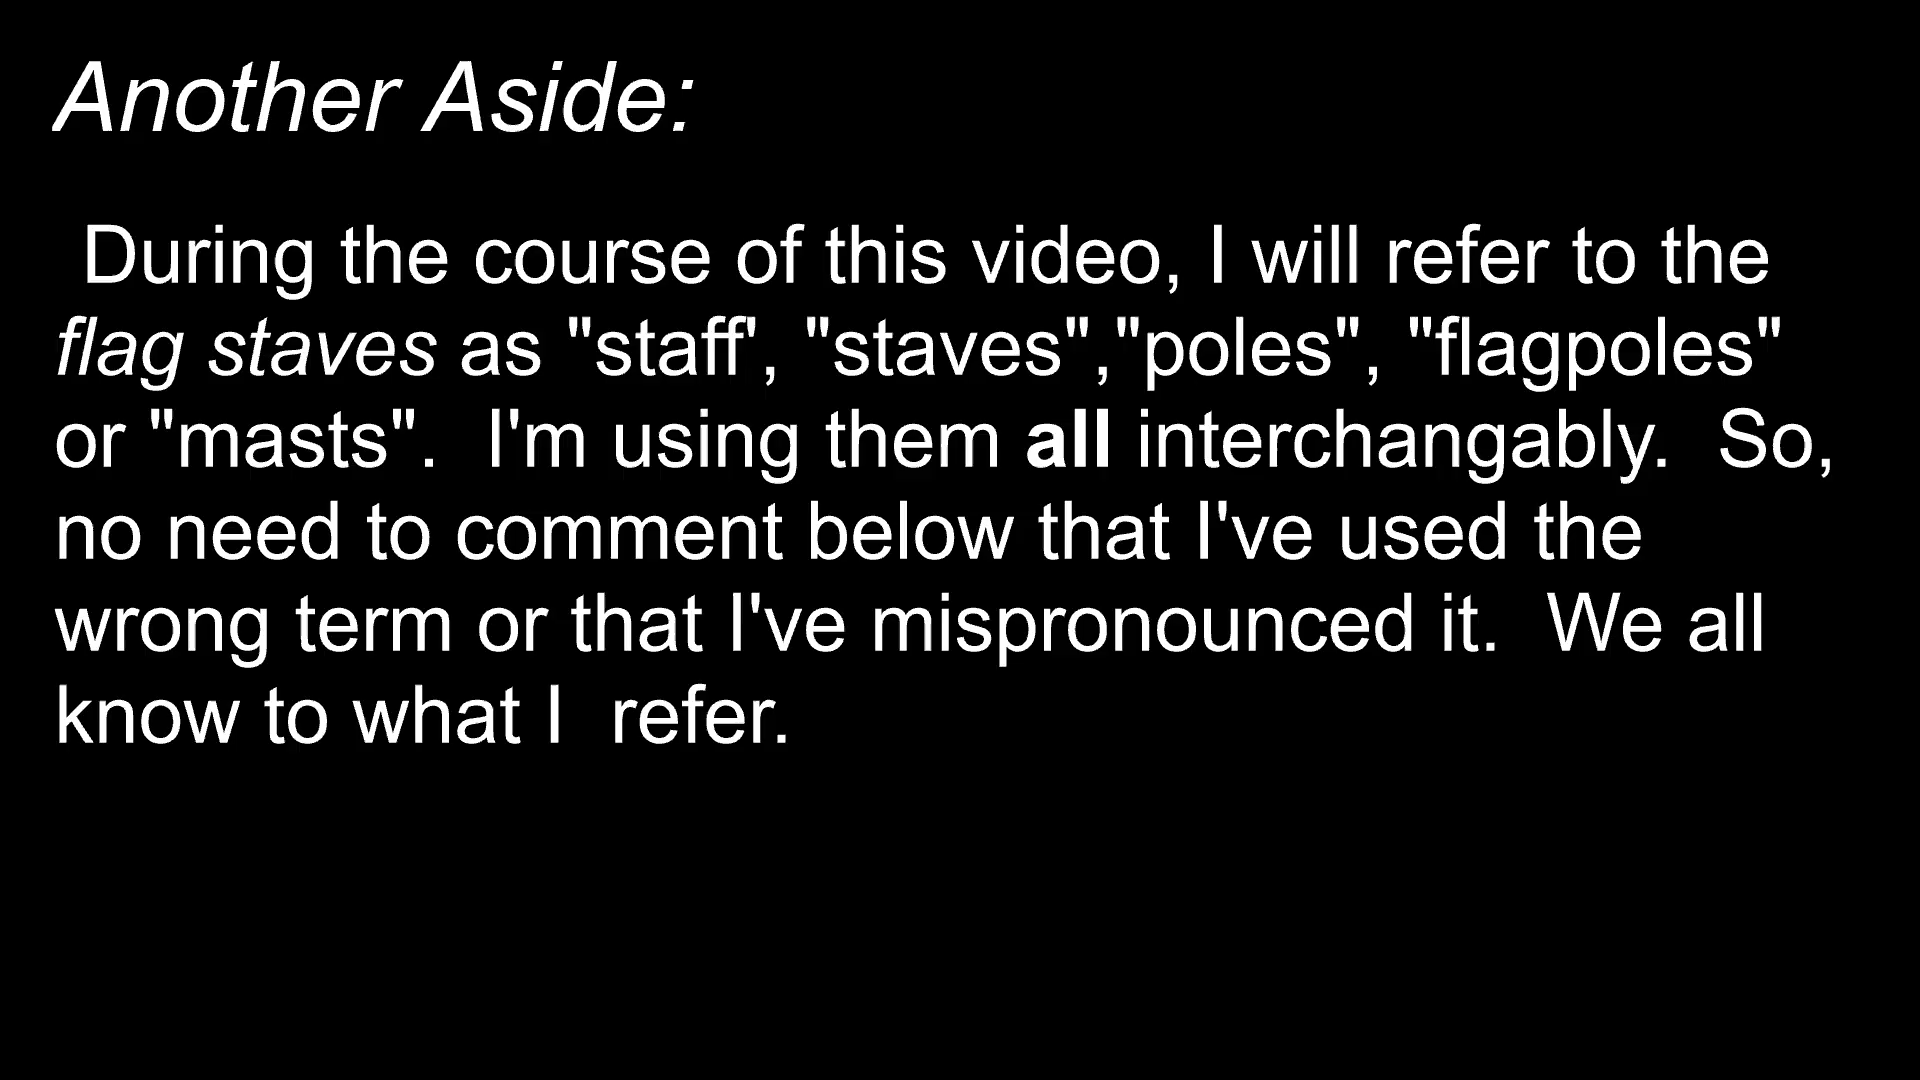 Another Aside:
During the course of this video, I will refer to the
flag staves as "staff', "staves","poles", "flagpoles"
or "masts".  I'm using them all interchangably.  So,
no need to comment below that I've used the
wrong term or that I've mispronounced it.  We all
know to what I  refer.